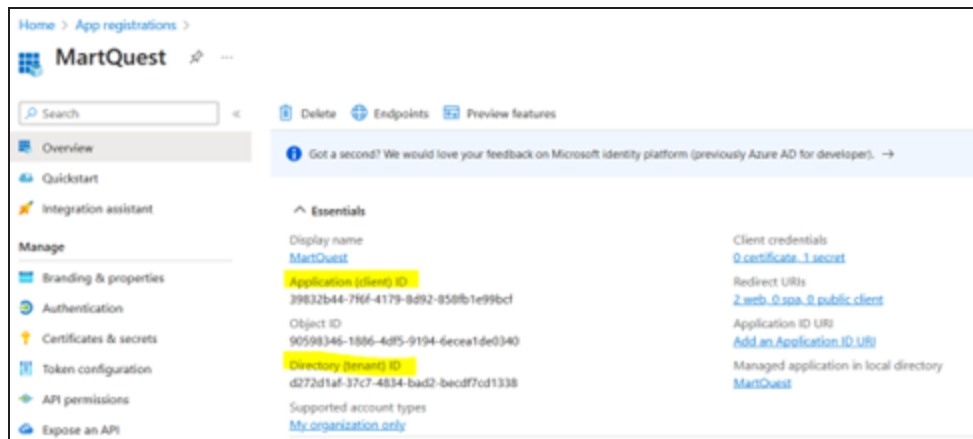 Home > App registrations >
MartQuest
Search
Delete Endpoints Preview features
Overview
Got a second? We would love your feedback on Microsoft identity platform (previously Azure AD for developer). →
Quickstart
Integration assistant
Essentials
Manage
Display name
MartQuest
Client credentials
0 certificate, 1 secret
Branding & properties
Application (client) ID
39832b44-7f6f-4179-8d92-858fb1e99bcf
Redirect URIs
2 web, 0 spa, 0 public client
Authentication
Certificates & secrets
Object ID
90598346-1886-4df5-9194-6ecea1de0340
Application ID URI
Add an Application ID URI
Token configuration
Directory (tenant) ID
d272d1af-37c7-4834-bad2-becdf7cd1338
Managed application in local directory
MartQuest
API permissions
Supported account types
My organization only
Expose an API